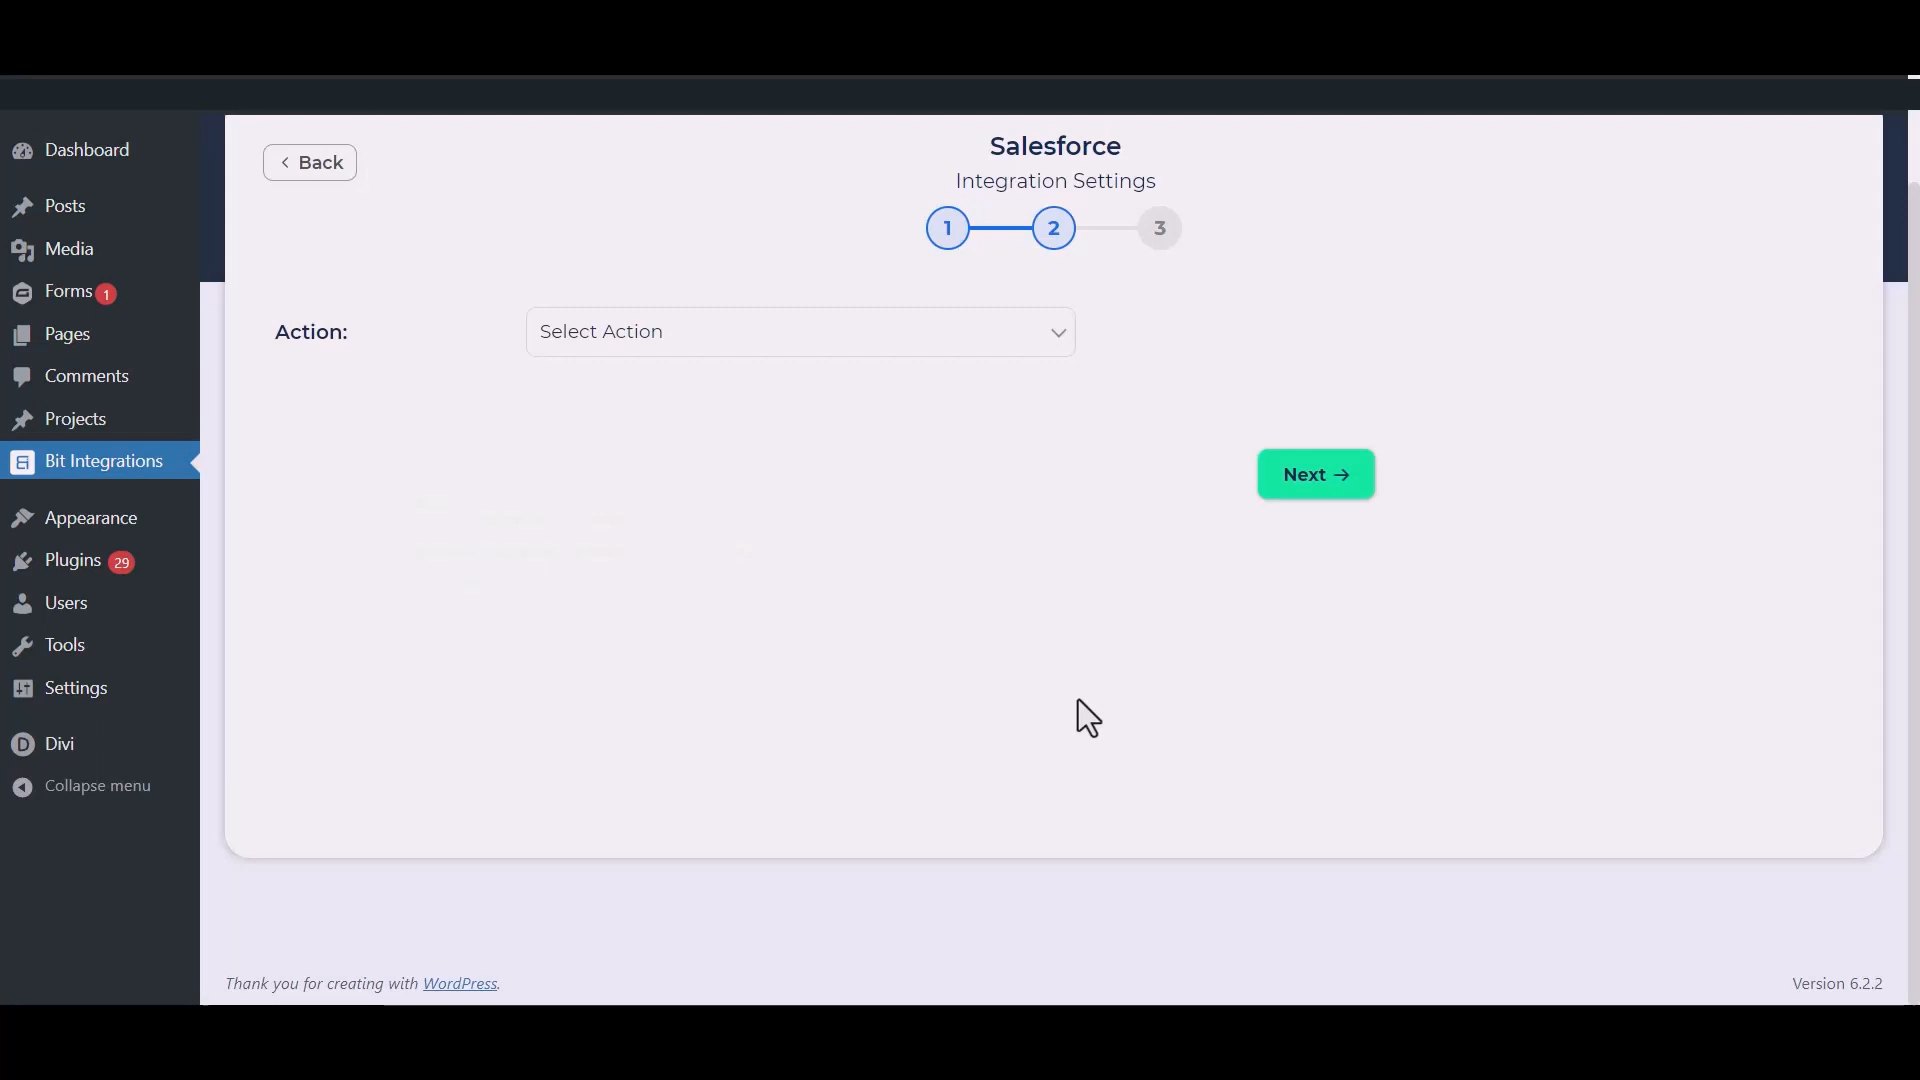 Dashboard
Posts
Media
Forms 1
Pages
Comments
Projects
Bit Integrations
Appearance
Plugins 29
Users
Tools
Settings
Divi
Collapse menu
Back
Salesforce
Integration Settings
1 2 3
Action: Select Action
Next →
Thank you for creating with WordPress.
Version 6.2.2